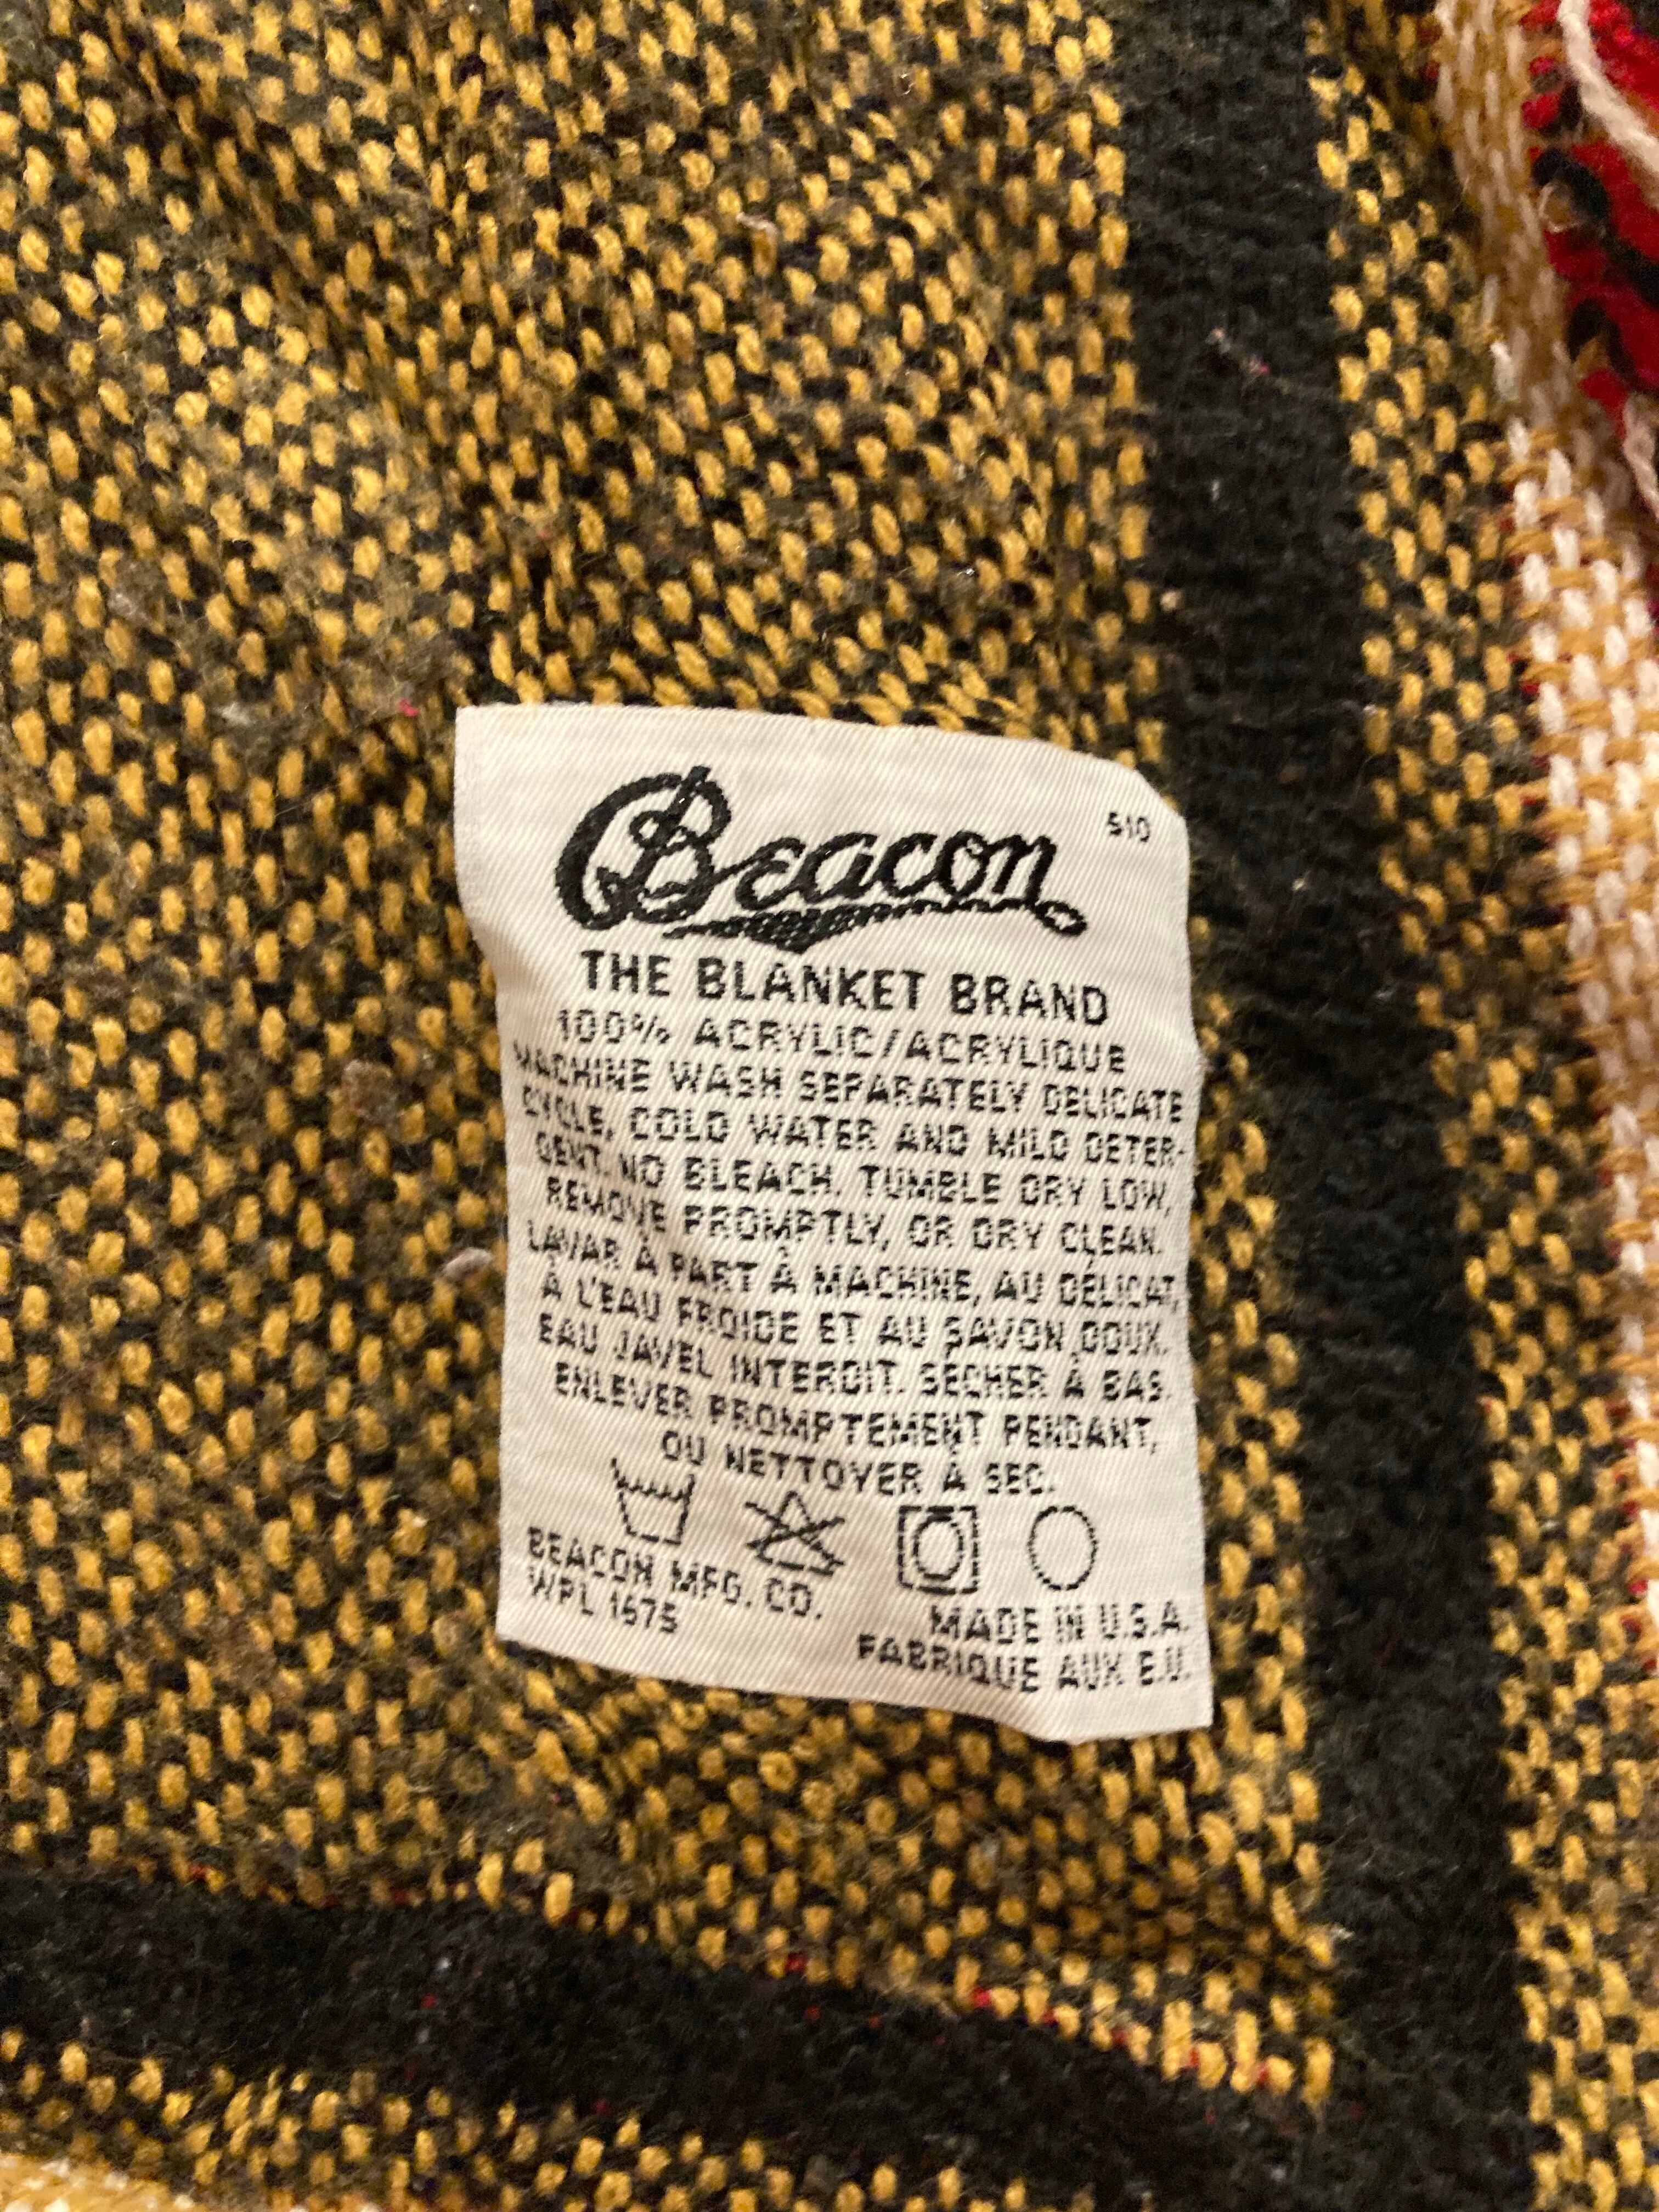 Beacon
510
THE BLANKET BRAND
100% ACRYLIC/ACRYLIQUE
MACHINE WASH SEPARATELY DELICATE
CYCLE, COLD WATER AND MILD DETER-
GENT. NO BLEACH. TUMBLE DRY LOW,
REMOVE PROMPTLY, OR DRY CLEAN.
LAVAR À PART À MACHINE, AU DÉLICAT,
À L'EAU FROIDE ET AU SAVON DOUX.
EAU JAVEL INTERDIT. SÉCHER À BAS.
ENLEVER PROMPTEMENT PENDANT,
OU NETTOYER À SEC.
BEACON MFG. CO.
WPL 1675
MADE IN U.S.A.
FABRIQUE AUX E.U.